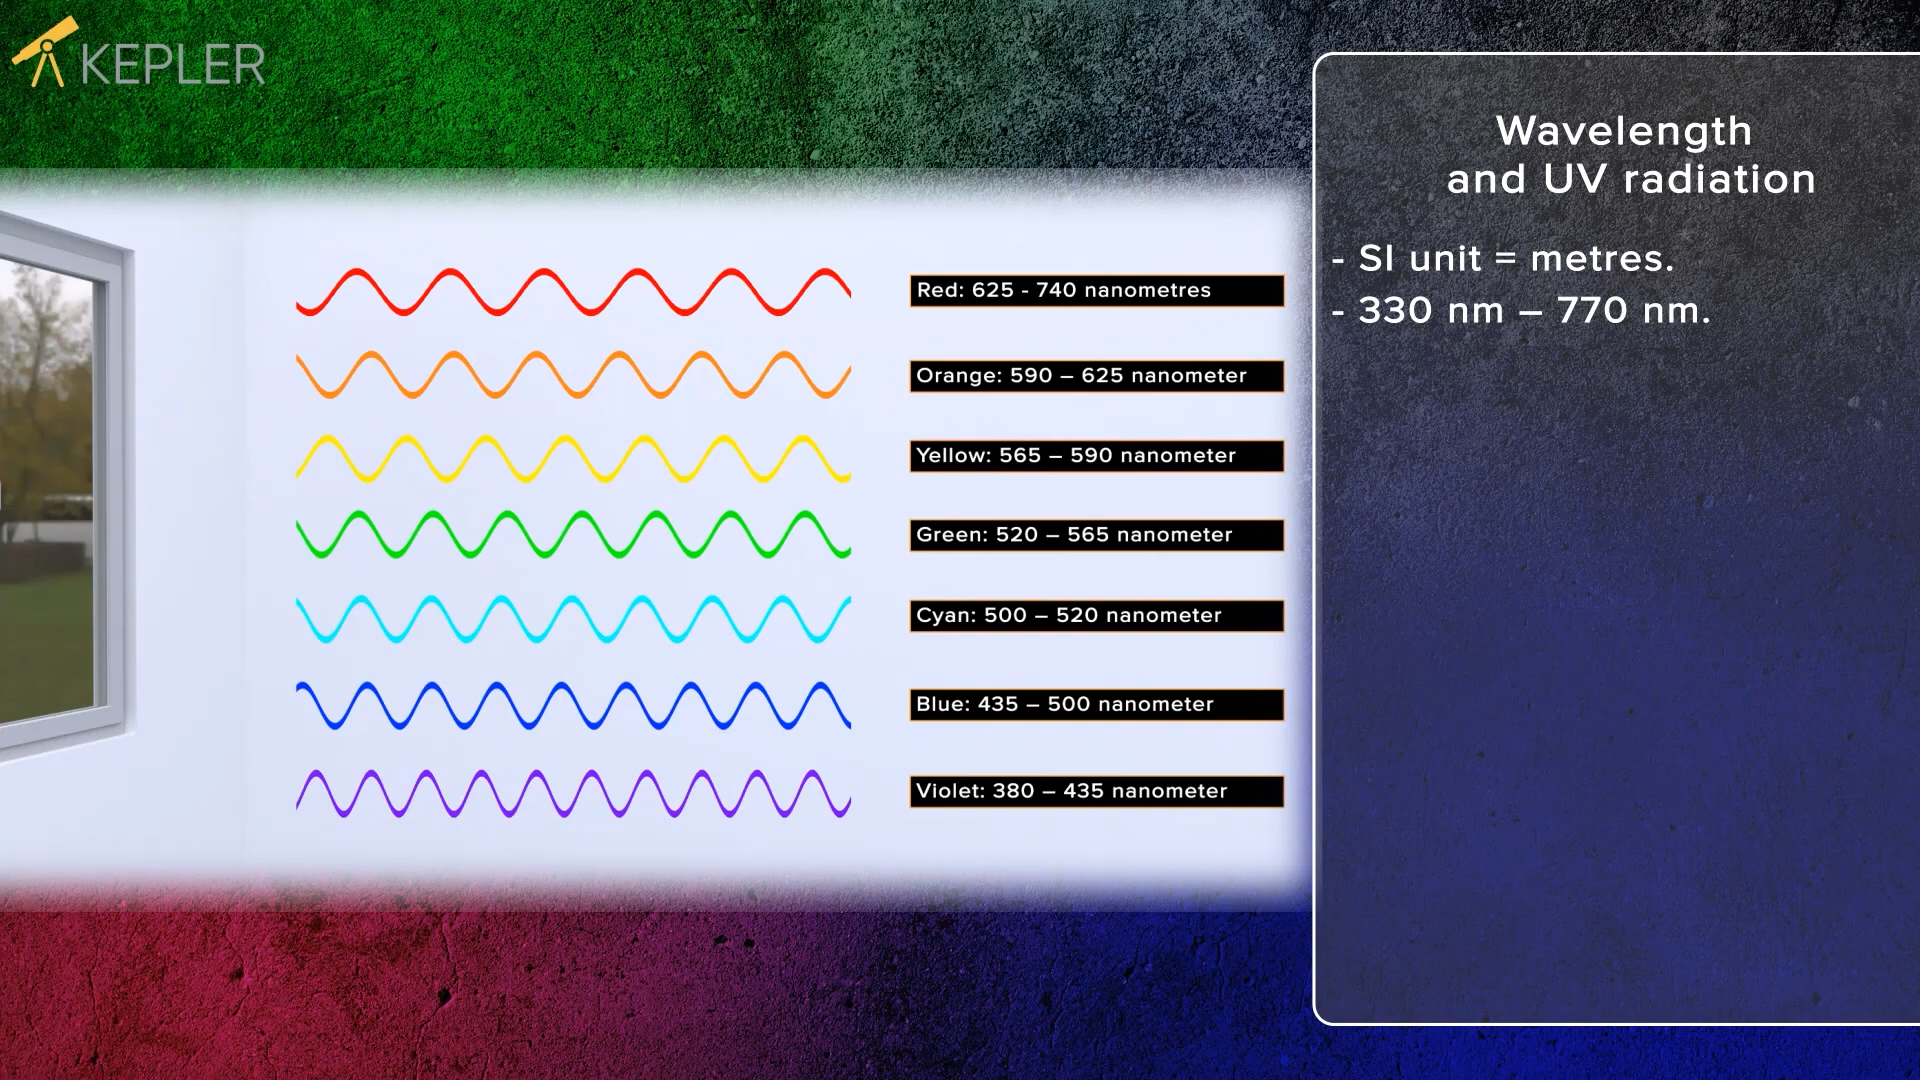 KEPLER
Wavelength
and UV radiation
- SI unit = metres.
- 330 nm – 770 nm.
Red: 625 - 740 nanometres
Orange: 590 – 625 nanometer
Yellow: 565 – 590 nanometer
Green: 520 – 565 nanometer
Cyan: 500 – 520 nanometer
Blue: 435 – 500 nanometer
Violet: 380 – 435 nanometer